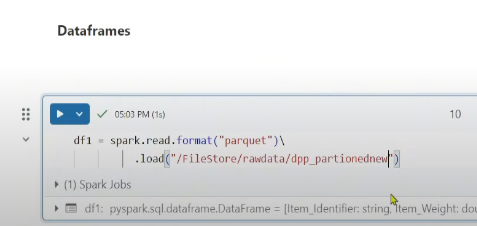 Dataframes
05:03 PM (1s)
10
df1 = spark.read.format("parquet")\
.load("/FileStore/rawdata/dpp_partionednew")
(1) Spark Jobs
df1: pyspark.sql.dataframe.DataFrame = [Item_Identifier: string, Item_Weight: dou